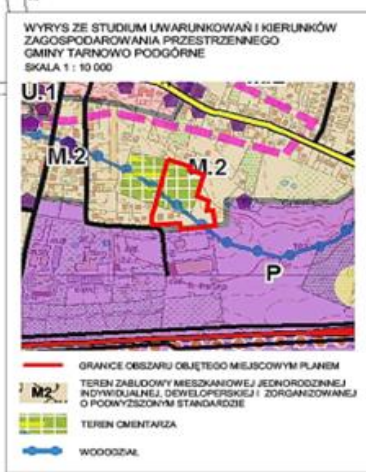 WYRYS ZE STUDIUM UWARUNKOWAŃ I KIERUNKÓW
ZAGOSPODAROWANIA PRZESTRZENNEGO
GMINY TARNOWO PODGÓRNE
SKALA 1 : 10 000
U.1
M.2
M.2
P
GRANICE OBSZARU OBJĘTEGO MIEJSCOWYM PLANEM
M2
TEREN ZABUDOWY MIESZKANIOWEJ JEDNORODZINNEJ
INDYWIDUALNEJ, DEWELOPERSKIEJ I ZORGANIZOWANEJ
O PODWYŻSZONYM STANDARDZIE
TEREN CMENTARZA
WODODZIAŁ